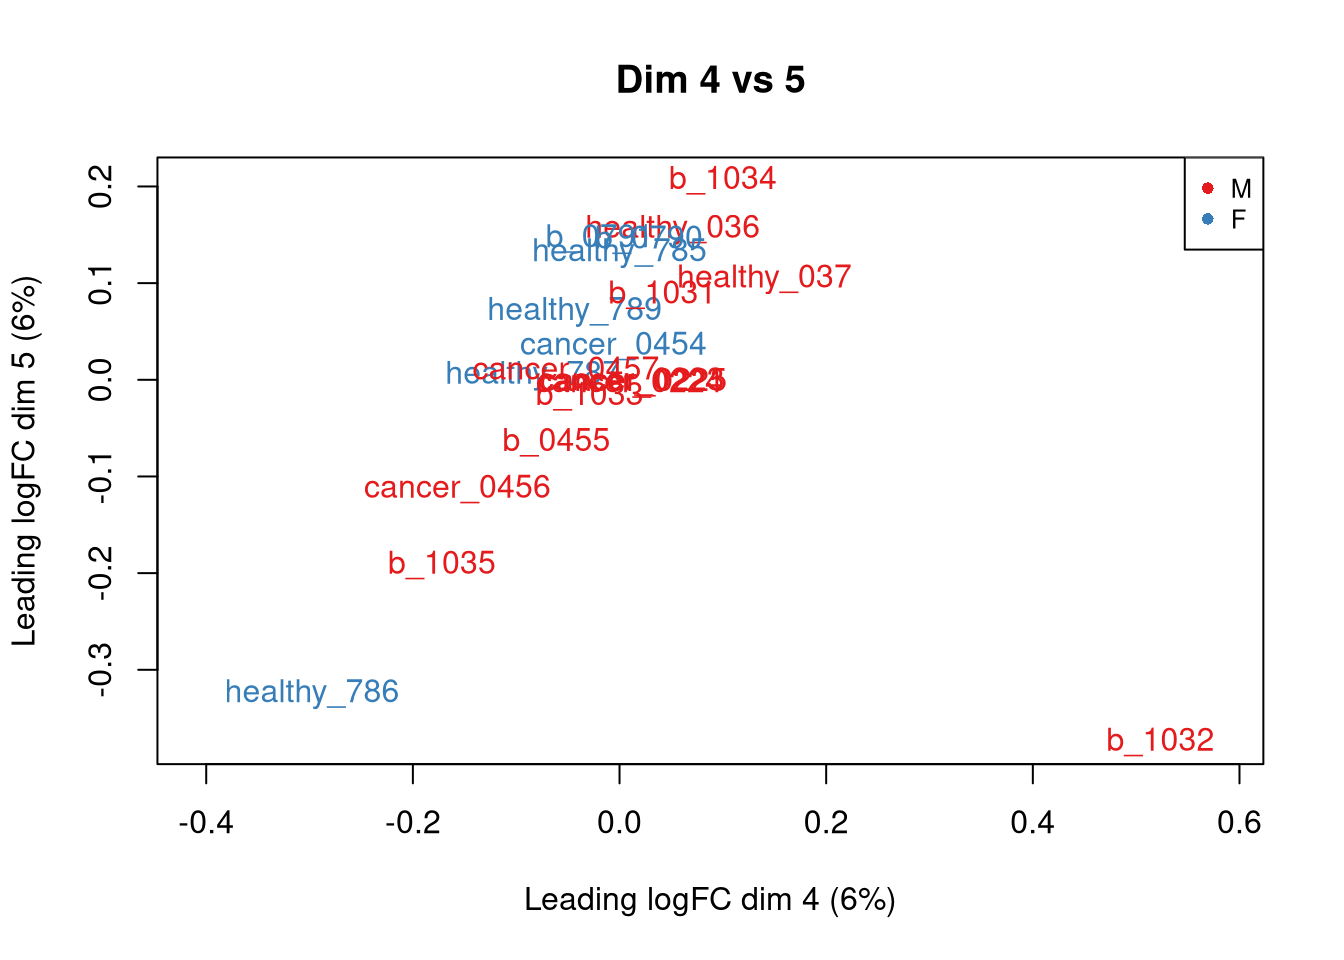 Dim 4 vs 5
Leading logFC dim 5 (6%)
0.2
0.1
0.0
-0.1
-0.2
-0.3
M
F
b_1034
healthy_036
healthy_785
healthy_037
b_1031
healthy_789
cancer_0454
cancer_0457
healthy_787
b_1033
b_0455
cancer_0456
b_1035
healthy_786
b_1032
-0.4
-0.2
0.0
0.2
0.4
0.6
Leading logFC dim 4 (6%)